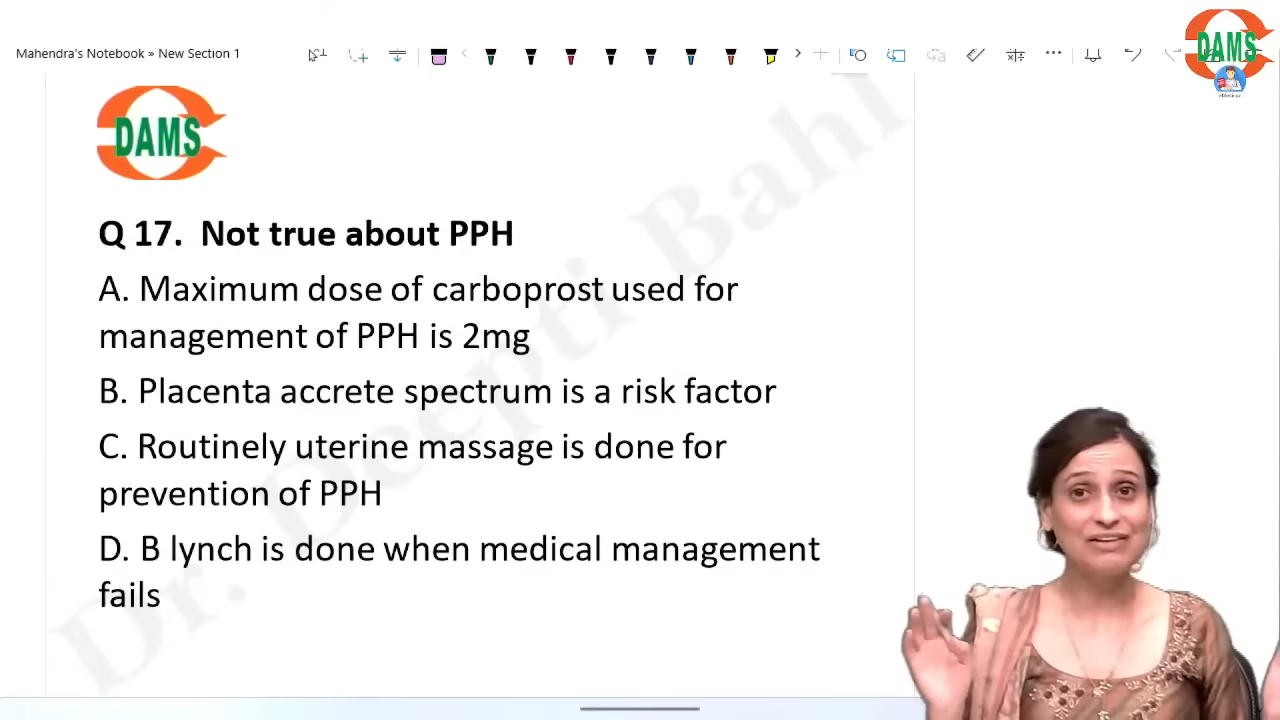 Mahendra's Notebook » New Section 1
DAMS
DAMS
Q 17. Not true about PPH
A. Maximum dose of carboprost used for
management of PPH is 2mg
B. Placenta accrete spectrum is a risk factor
C. Routinely uterine massage is done for
prevention of PPH
D. B lynch is done when medical management
fails
Dr. Deepti Bahl